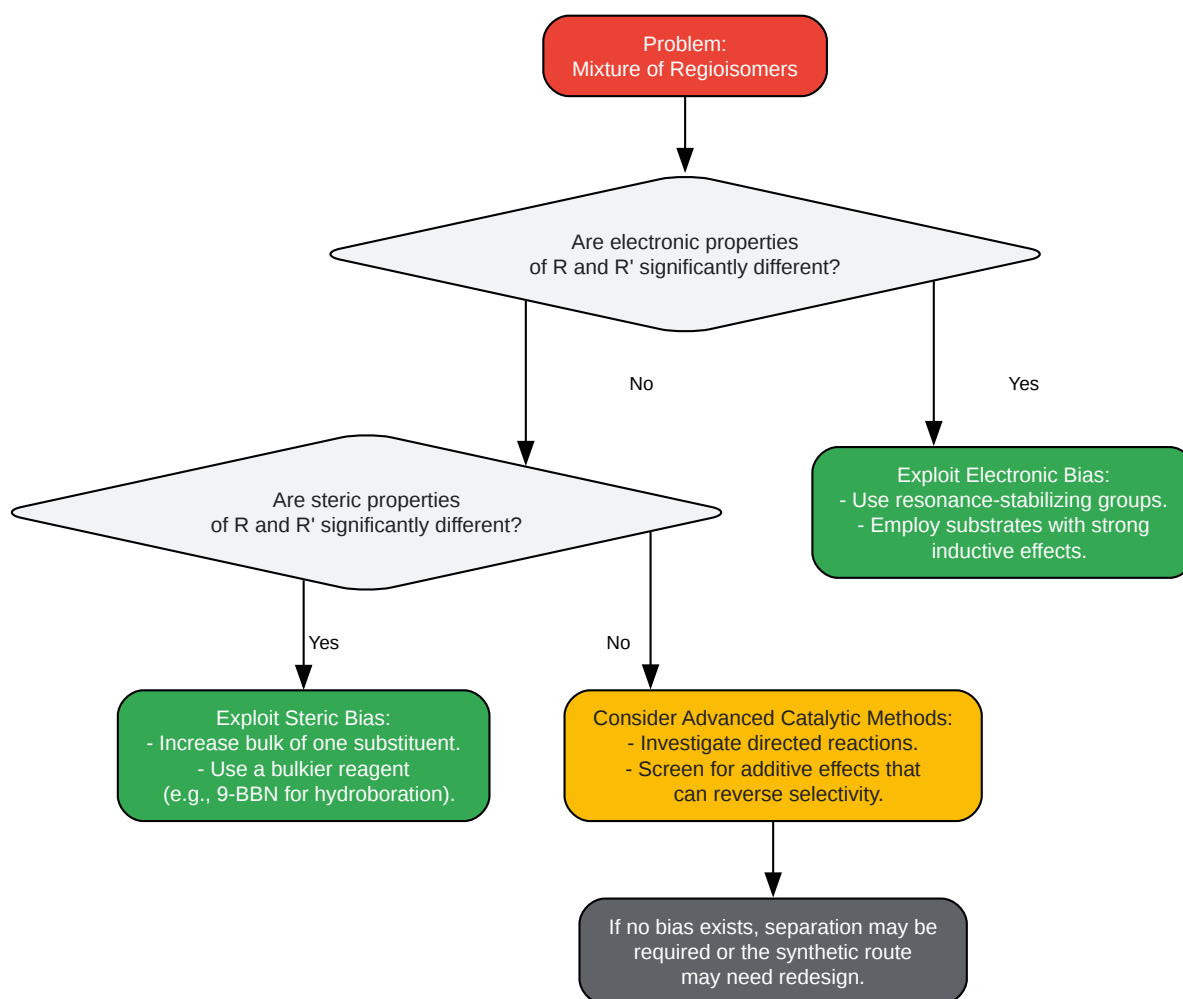 Problem:
Mixture of Regioisomers
Are electronic properties
of R and R' significantly different?
No
Yes
Are steric properties
of R and R' significantly different?
Exploit Electronic Bias:
- Use resonance-stabilizing groups.
- Employ substrates with strong
inductive effects.
Yes
No
Exploit Steric Bias:
- Increase bulk of one substituent.
- Use a bulkier reagent
(e.g., 9-BBN for hydroboration).
Consider Advanced Catalytic Methods:
- Investigate directed reactions.
- Screen for additive effects that
can reverse selectivity.
If no bias exists, separation may be
required or the synthetic route
may need redesign.